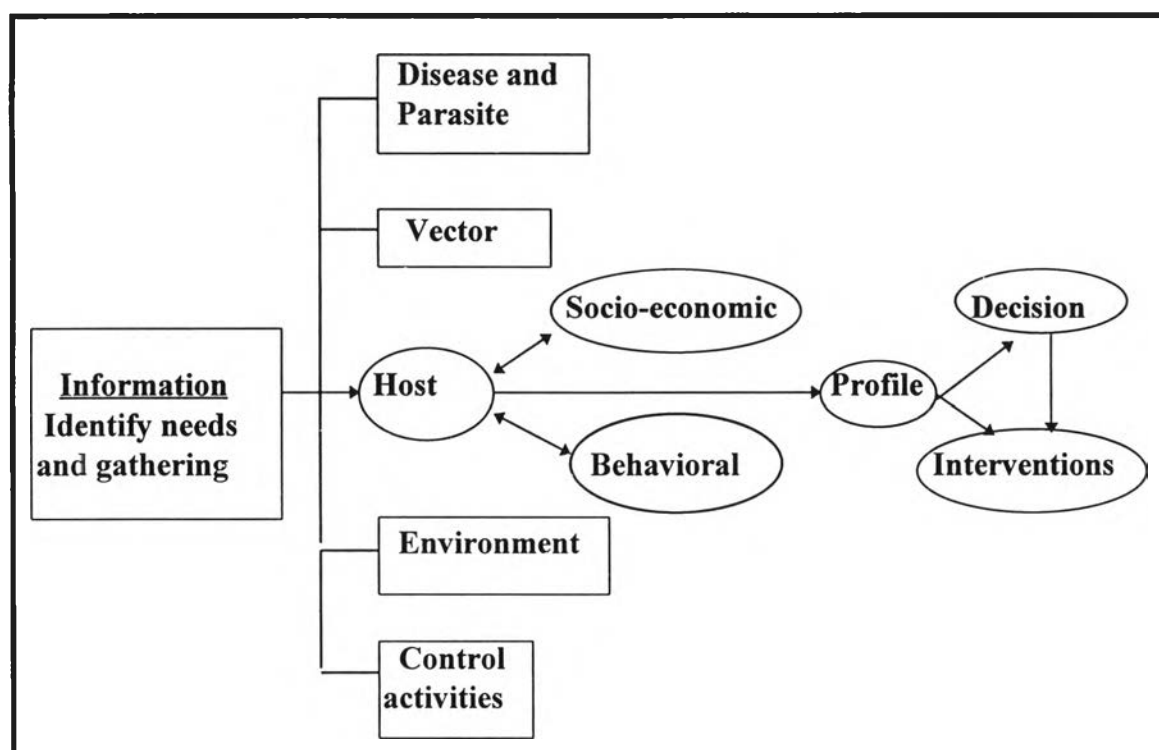 Disease and
Parasite
Vector
Socio-economic
Decision
Information
Identify needs
and gathering
Host
Profile
Behavioral
Interventions
Environment
Control
activities